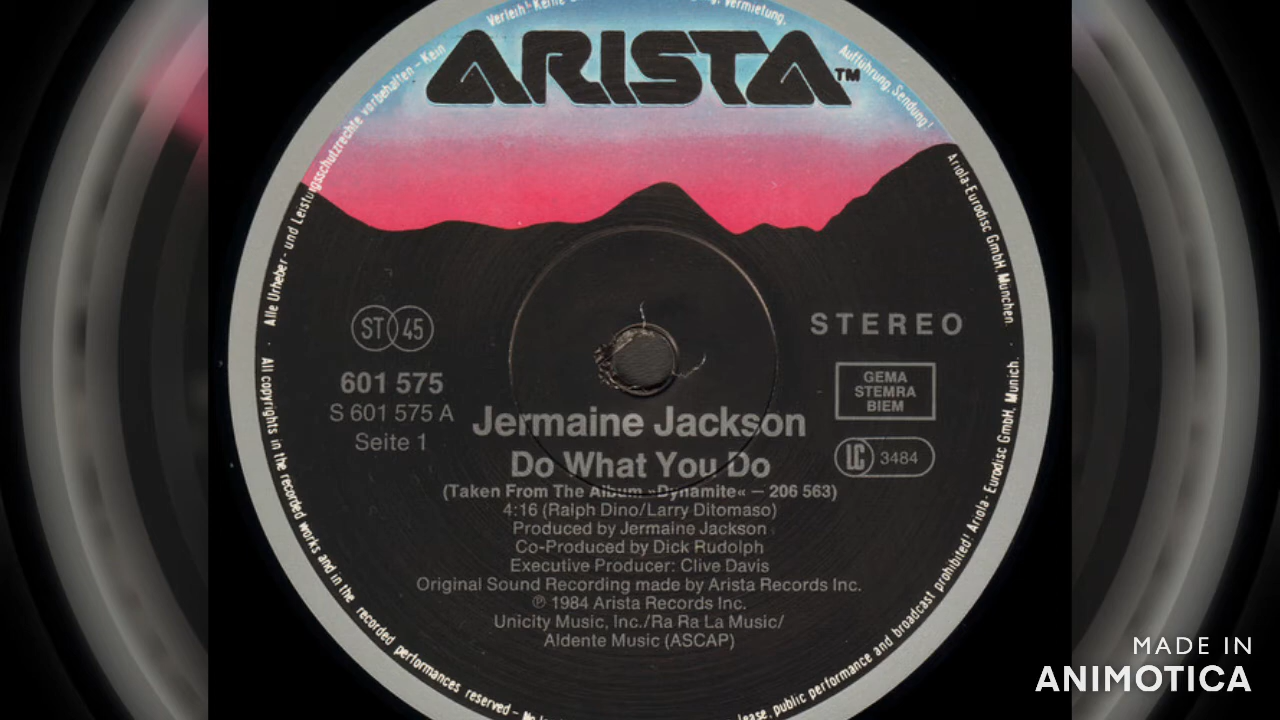 Alle Urheber- und Leistungsschutzrechte vorbehalten – Kein
Verleih! Keine
g, Vermietung,
Aufführung, Sendung!
ARISTA™
Ariola-Eurodisc GmbH, München.
ST 45
STEREO
601 575
S 601 575 A
Seite 1
GEMA
STEMRA
BIEM
LC 3484
Jermaine Jackson
Do What You Do
(Taken From The Album »Dynamite« – 206 563)
4:16 (Ralph Dino/Larry Ditomaso)
Produced by Jermaine Jackson
Co-Produced by Dick Rudolph
Executive Producer: Clive Davis
Original Sound Recording made by Arista Records Inc.
℗ 1984 Arista Records Inc.
Unicity Music, Inc./Ra Ra La Music/
Aldente Music (ASCAP)
All copyrights in the recorded works and in the recorded performances reserved –
lease, public performance and broadcast prohibited! Ariola-Eurodisc GmbH, Munich.
MADE IN
ANIMOTICA